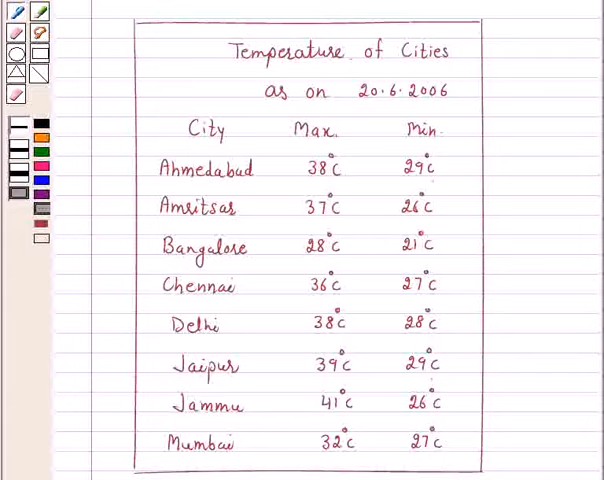 Temperature of Cities
as on 20.6.2006
City Max. Min.
Ahmedabad 38°C 29°C
Amritsar 37°C 26°C
Bangalore 28°C 21°C
Chennai 36°C 27°C
Delhi 38°C 28°C
Jaipur 39°C 29°C
Jammu 41°C 26°C
Mumbai 32°C 27°C